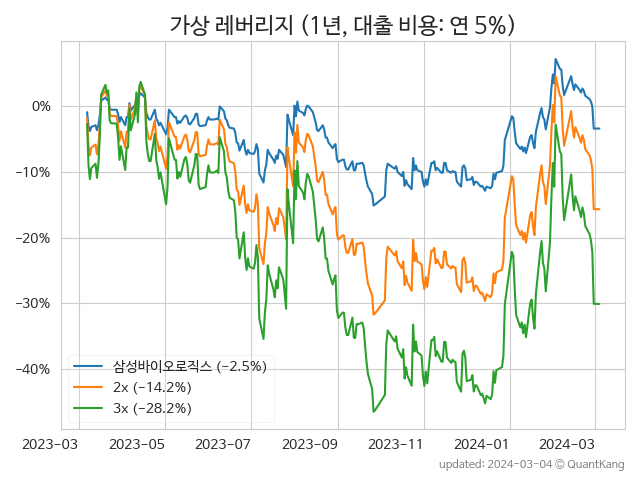 가상 레버리지 (1년, 대출 비용: 연 5%)
0%
−10%
−20%
−30%
−40%
삼성바이오로직스 (−2.5%)
2x (−14.2%)
3x (−28.2%)
2023−03 2023−05 2023−07 2023−09 2023−11 2024−01 2024−03
updated: 2024−03−04 © QuantKang